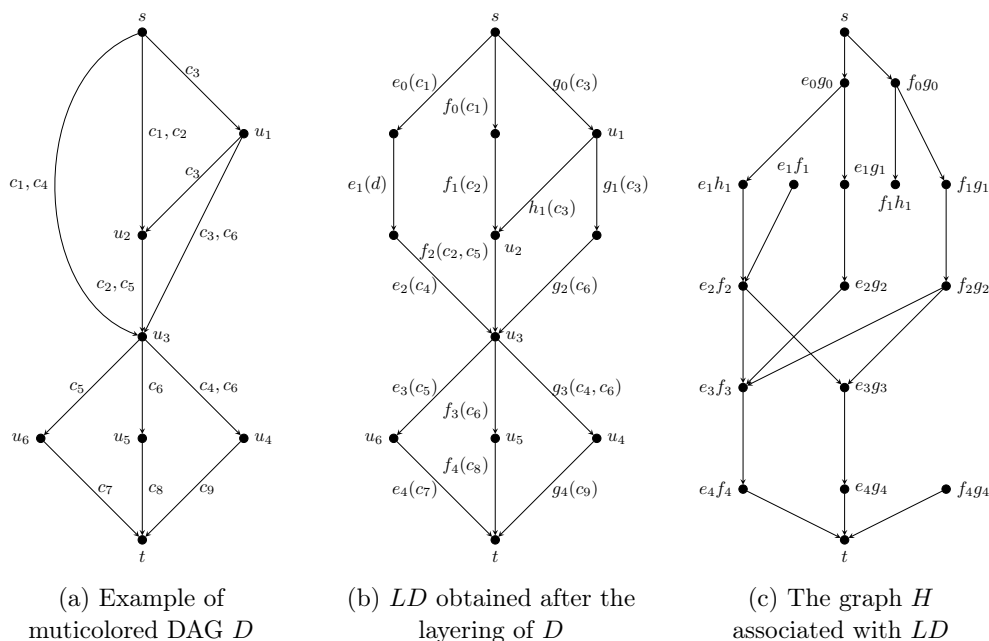 s
s
s
c₃
e₀(c₁)
g₀(c₃)
f₀(c₁)
e₀g₀
f₀g₀
c₁, c₂
u₁
u₁
c₃
c₁, c₄
e₁(d)
f₁(c₂)
g₁(c₃)
h₁(c₃)
e₁f₁
e₁g₁
e₁h₁
f₁h₁
f₁g₁
u₂
c₃, c₆
f₂(c₂, c₅)
u₂
c₂, c₅
e₂(c₄)
g₂(c₆)
e₂f₂
e₂g₂
f₂g₂
u₃
u₃
c₅
c₆
c₄, c₆
e₃(c₅)
f₃(c₆)
g₃(c₄, c₆)
e₃f₃
e₃g₃
u₆
u₅
u₄
u₆
u₅
u₄
c₇
c₈
c₉
e₄(c₇)
f₄(c₈)
g₄(c₉)
e₄f₄
e₄g₄
f₄g₄
t
t
t
(a) Example of
muticolored DAG D
(b) LD obtained after the
layering of D
(c) The graph H
associated with LD